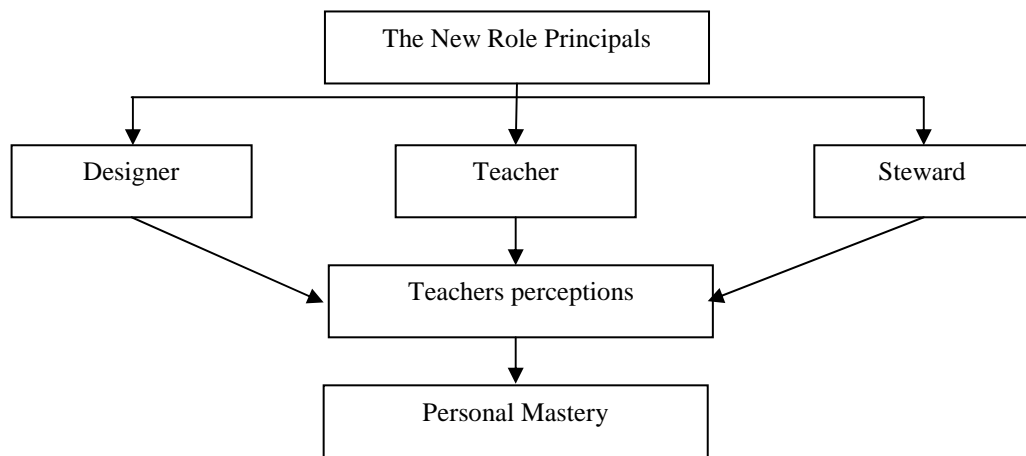 The New Role Principals
Designer
Teacher
Steward
Teachers perceptions
Personal Mastery